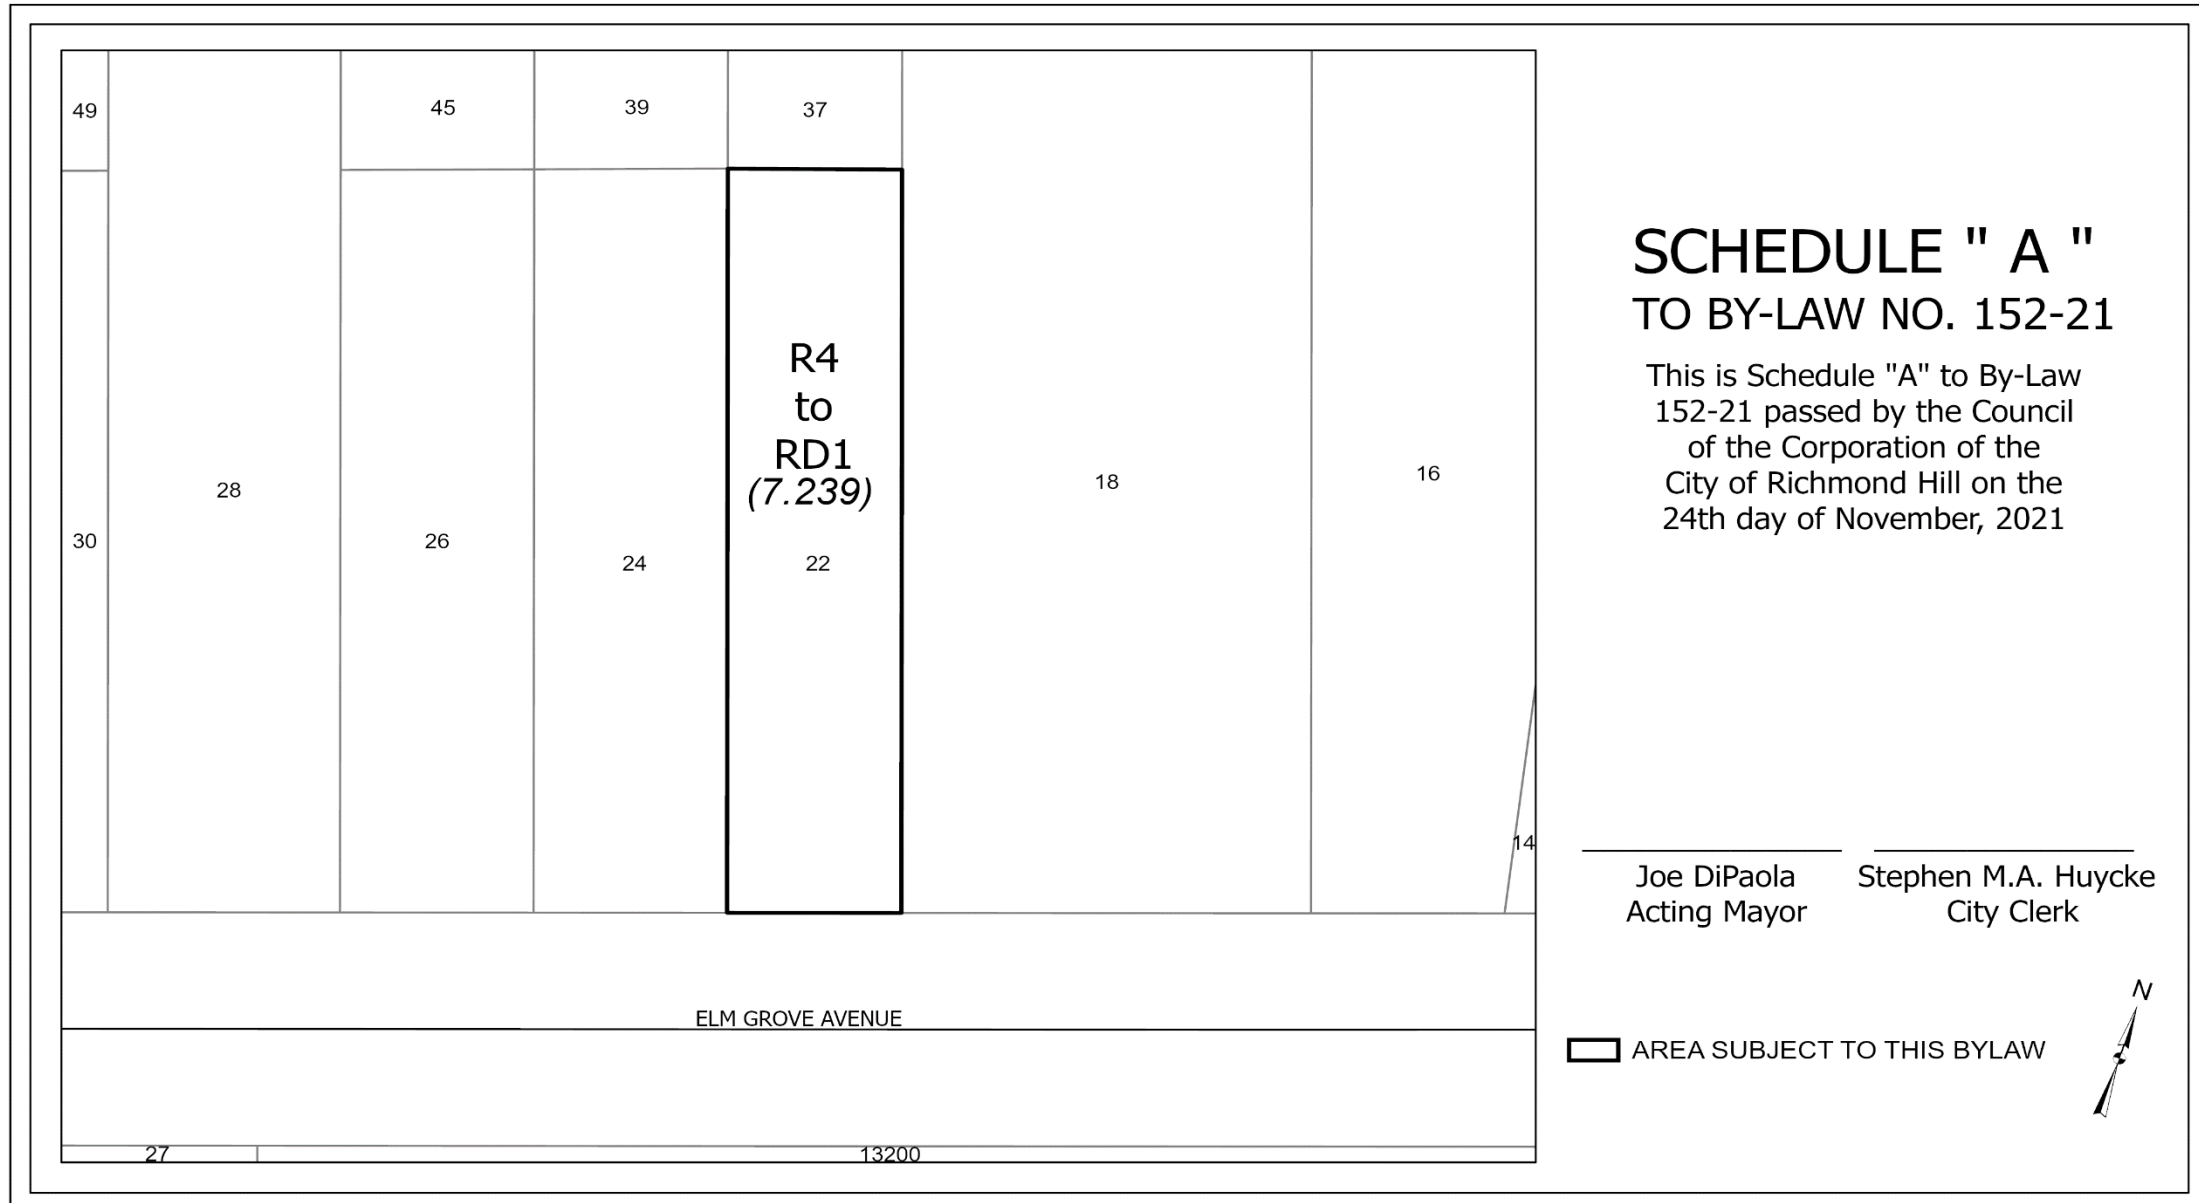 49
45
39
37
SCHEDULE " A "
TO BY-LAW NO. 152-21
This is Schedule "A" to By-Law
152-21 passed by the Council
of the Corporation of the
City of Richmond Hill on the
24th day of November, 2021
R4
to
RD1
(7.239)
30
28
26
24
22
18
16
14
Joe DiPaola
Acting Mayor
Stephen M.A. Huycke
City Clerk
ELM GROVE AVENUE
N
AREA SUBJECT TO THIS BYLAW
27
13200